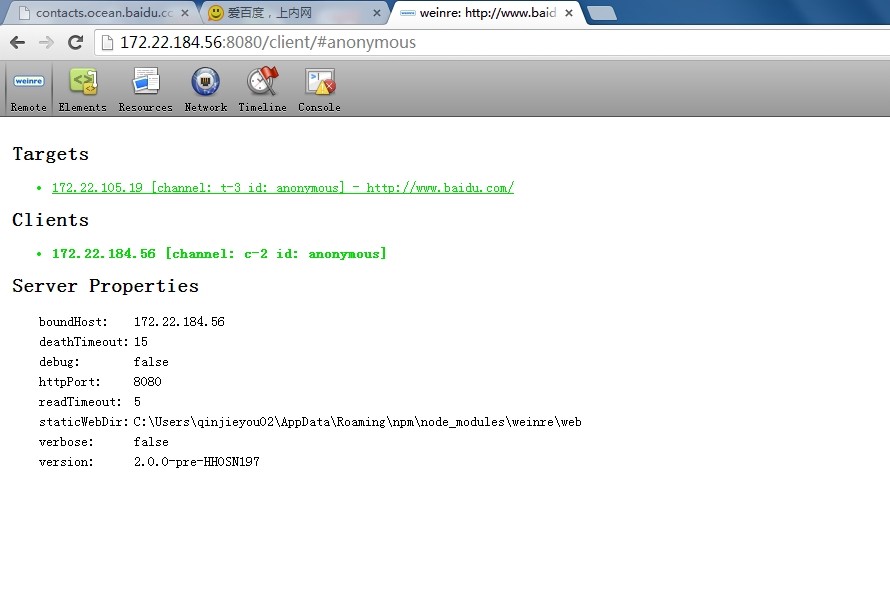 contacts.ocean.baidu.co
爱百度，上内网
weinre: http://www.baid
172.22.184.56:8080/client/#anonymous
weinre
Remote Elements Resources Network Timeline Console
Targets
172.22.105.19 [channel: t-3 id: anonymous] - http://www.baidu.com/
Clients
172.22.184.56 [channel: c-2 id: anonymous]
Server Properties
boundHost: 172.22.184.56
deathTimeout: 15
debug: false
httpPort: 8080
readTimeout: 5
staticWebDir: C:\Users\qinjieyou02\AppData\Roaming\npm\node_modules\weinre\web
verbose: false
version: 2.0.0-pre-HH0SN197